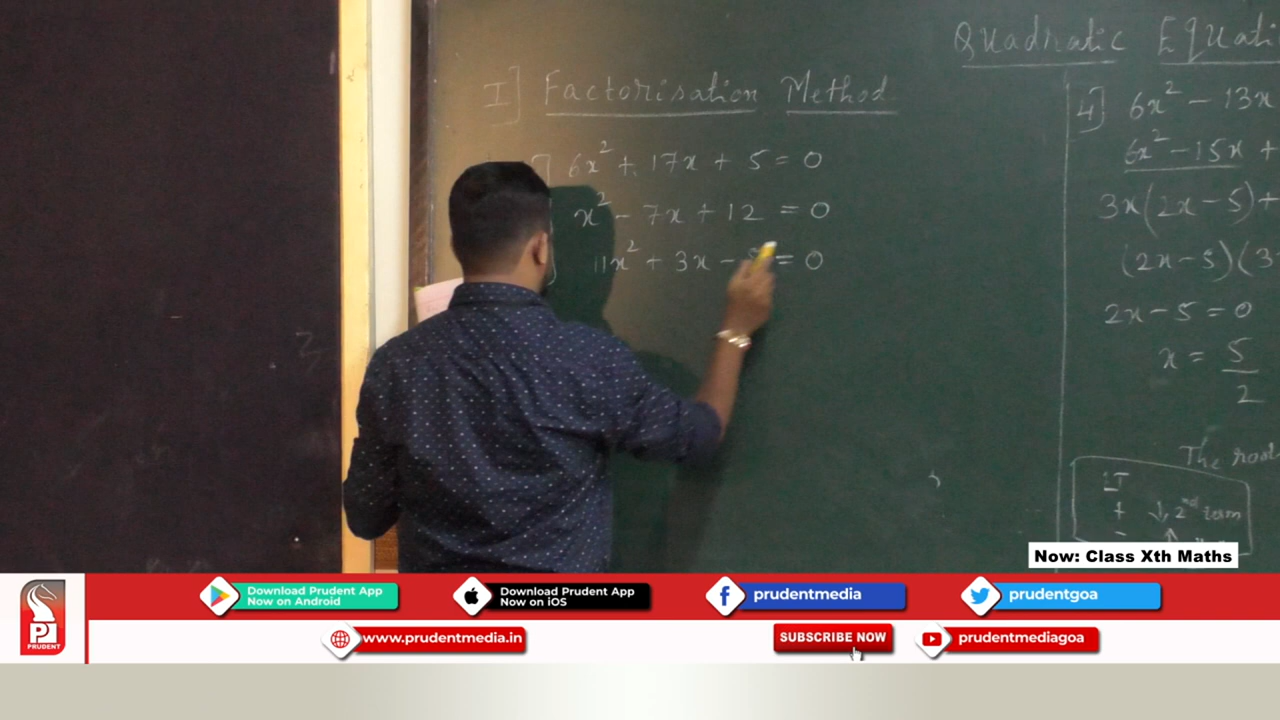 Quadratic Equati
I] Factorisation Method
6x² + 17x + 5 = 0
x² - 7x + 12 = 0
11x² + 3x - = 0
4] 6x² - 13x
6x² - 15x +
3x(2x - 5) +
(2x - 5)(3
2x - 5 = 0
x = 5/2
The root
LT
+ ↓ 2nd term
- ↑
Now: Class Xth Maths
Download Prudent App
Now on Android
Download Prudent App
Now on iOS
prudentmedia
prudentgoa
PRUDENT
www.prudentmedia.in
SUBSCRIBE NOW
prudentmediagoa